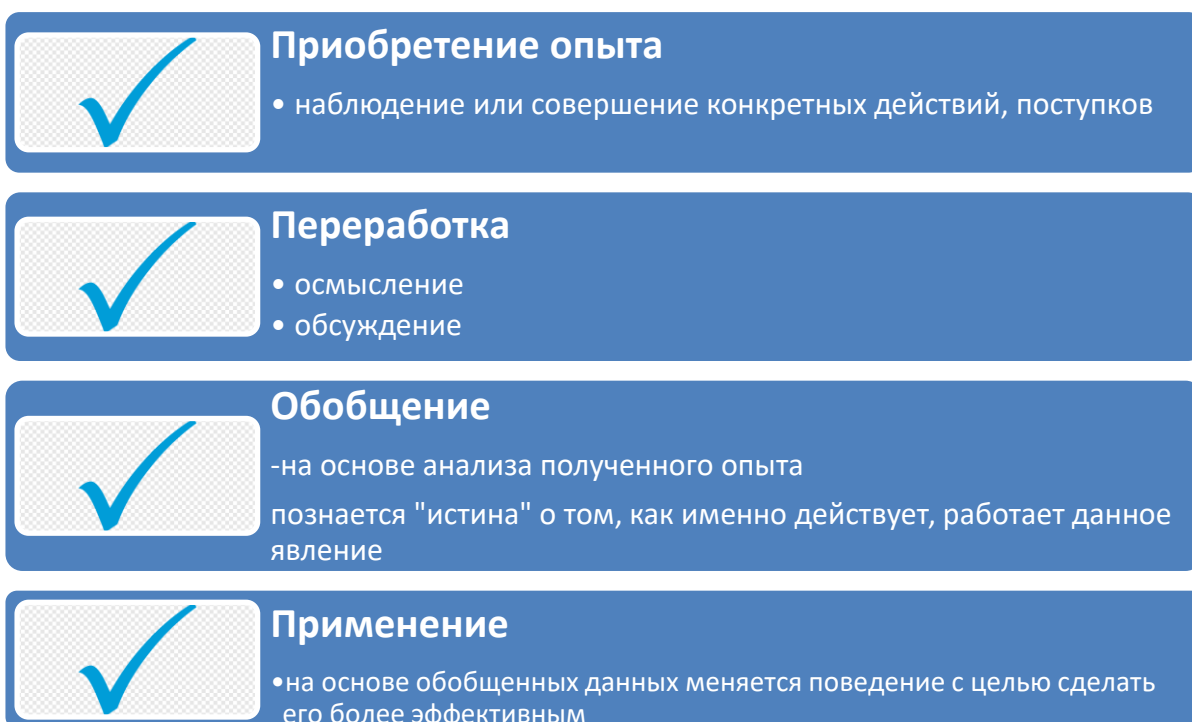 Приобретение опыта
• наблюдение или совершение конкретных действий, поступков
Переработка
• осмысление
• обсуждение
Обобщение
-на основе анализа полученного опыта
познается "истина" о том, как именно действует, работает данное
явление
Применение
•на основе обобщенных данных меняется поведение с целью сделать
его более эффективным